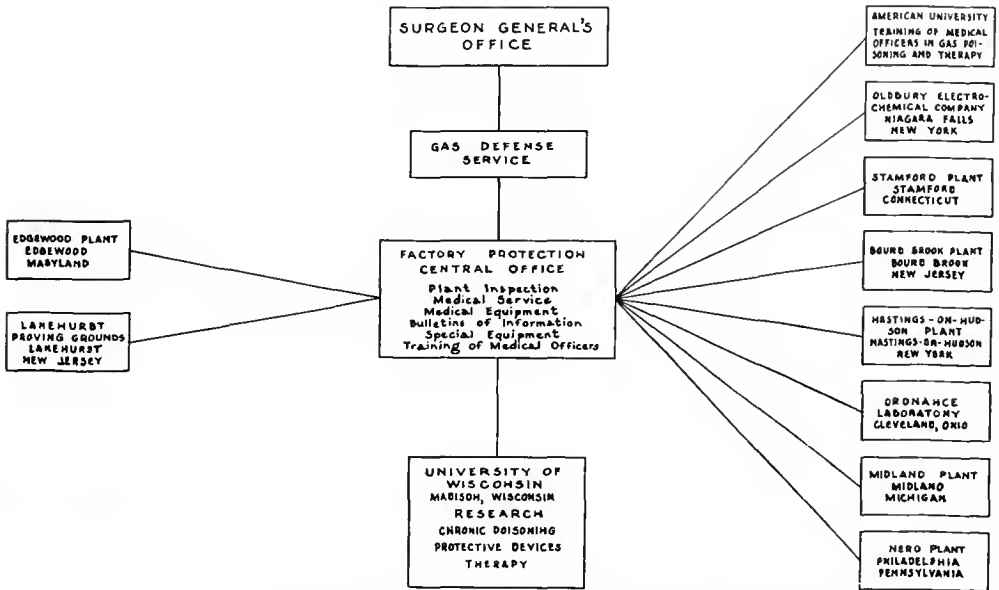 SURGEON GENERAL'S
OFFICE
GAS DEFENSE
SERVICE
EDGEWOOD PLANT
EDGEWOOD
MARYLAND
LAKEHURST
PROVING GROUNDS
LAKEHURST
NEW JERSEY
FACTORY PROTECTION
CENTRAL OFFICE
Plant Inspection
Medical Service
Medical Equipment
Bulletins of Information
Special Equipment
Training of Medical Officers
UNIVERSITY OF
WISCONSIN
MADISON, WISCONSIN
RESEARCH
CHRONIC POISONING
PROTECTIVE DEVICES
THERAPY
AMERICAN UNIVERSITY
TRAINING OF MEDICAL
OFFICERS IN GAS POI-
SONING AND THERAPY
OLDBURY ELECTRO-
CHEMICAL COMPANY
NIAGARA FALLS
NEW YORK
STAMFORD PLANT
STAMFORD
CONNECTICUT
BOUND BROOK PLANT
BOUND BROOK
NEW JERSEY
HASTINGS-ON-HUD-
SON PLANT
HASTINGS-ON-HUDSON
NEW YORK
ORDNANCE
LABORATORY
CLEVELAND, OHIO
MIDLAND PLANT
MIDLAND
MICHIGAN
NERO PLANT
PHILADELPHIA
PENNSYLVANIA